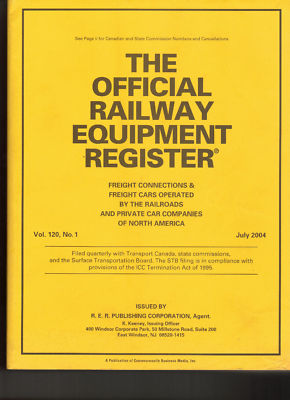 See Page ii for Canadian and State Commission Numbers and Cancellations
THE
OFFICIAL
RAILWAY
EQUIPMENT
REGISTER®
FREIGHT CONNECTIONS &
FREIGHT CARS OPERATED
BY THE RAILROADS
AND PRIVATE CAR COMPANIES
OF NORTH AMERICA
Vol. 120, No. 1 July 2004
Filed quarterly with Transport Canada, state commissions,
and the Surface Transportation Board. The STB filing is in compliance with
provisions of the ICC Termination Act of 1995.
ISSUED BY
R. E. R. PUBLISHING CORPORATION, Agent.
K. Keeney, Issuing Officer
400 Windsor Corporate Park, 50 Millstone Road, Suite 200
East Windsor, NJ 08520-1415
A Publication of Commonwealth Business Media, Inc.